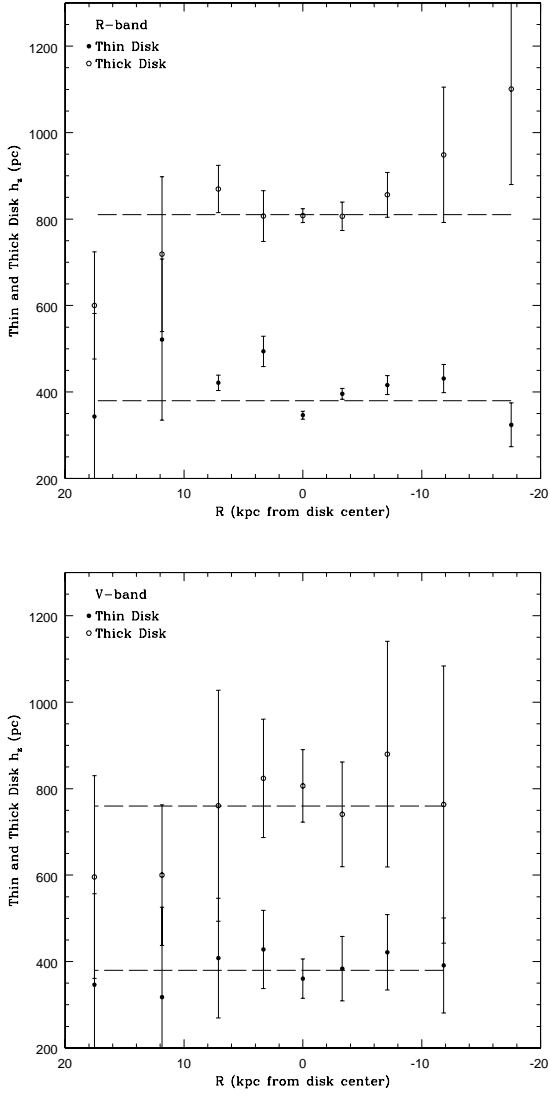 R-band
Thin Disk
Thick Disk
1200
1000
800
600
400
200
Thin and Thick Disk hz (pc)
20 10 0 -10 -20
R (kpc from disk center)
V-band
Thin Disk
Thick Disk
1200
1000
800
600
400
200
Thin and Thick Disk hz (pc)
20 10 0 -10 -20
R (kpc from disk center)